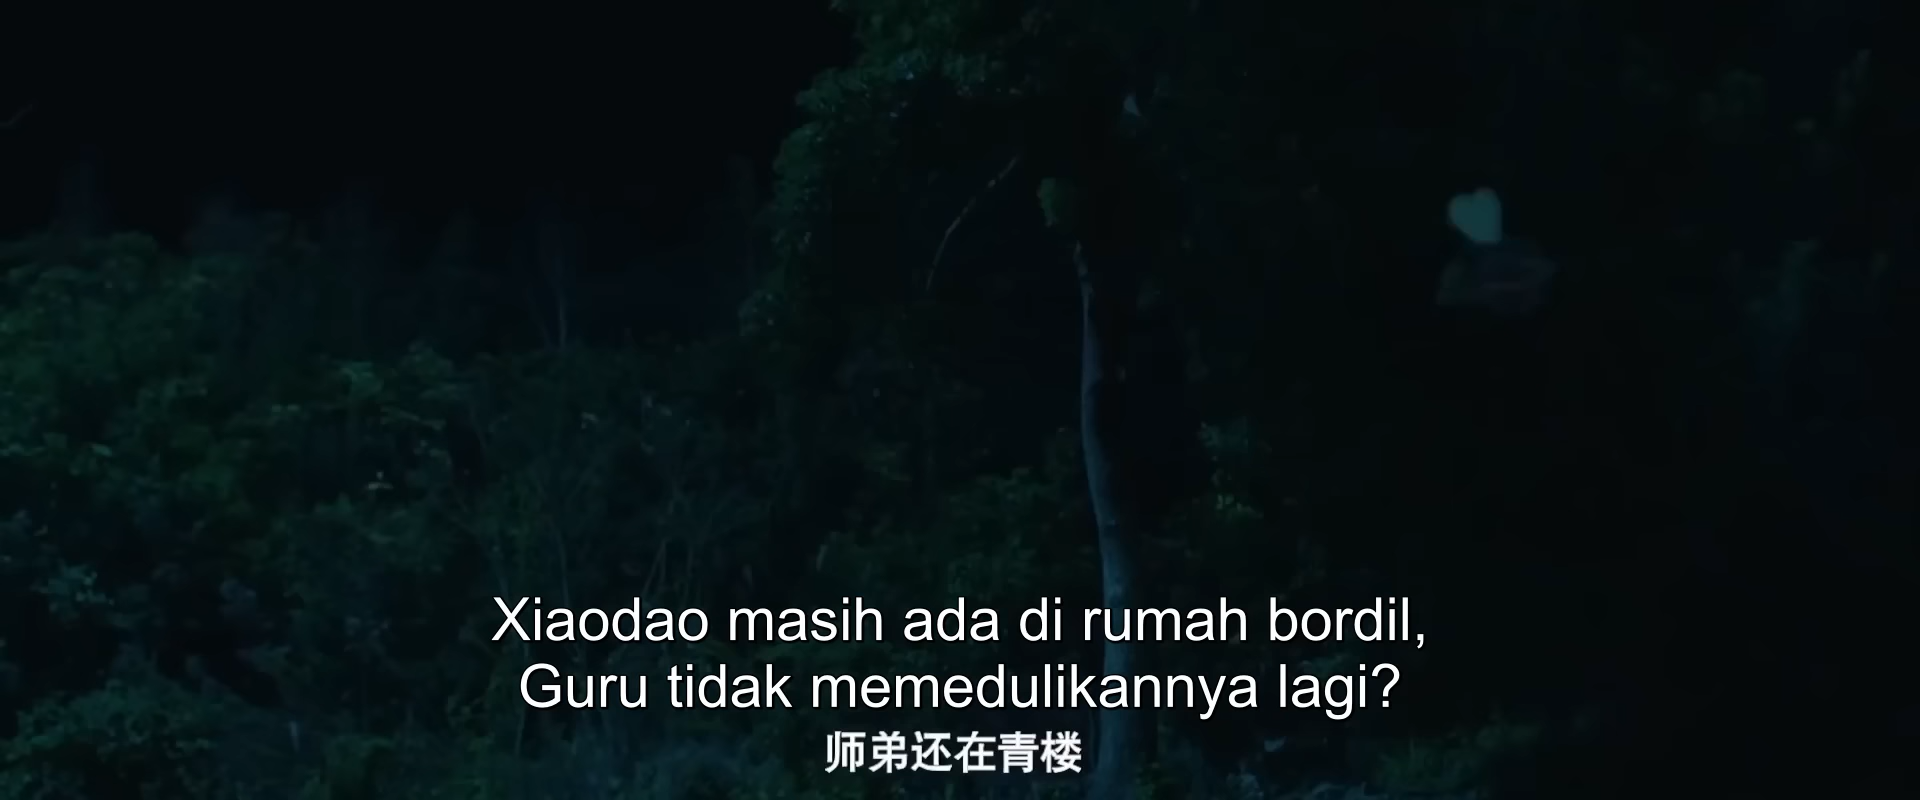 Xiaodao masih ada di rumah bordil,
Guru tidak memedulikannya lagi?
师弟还在青楼